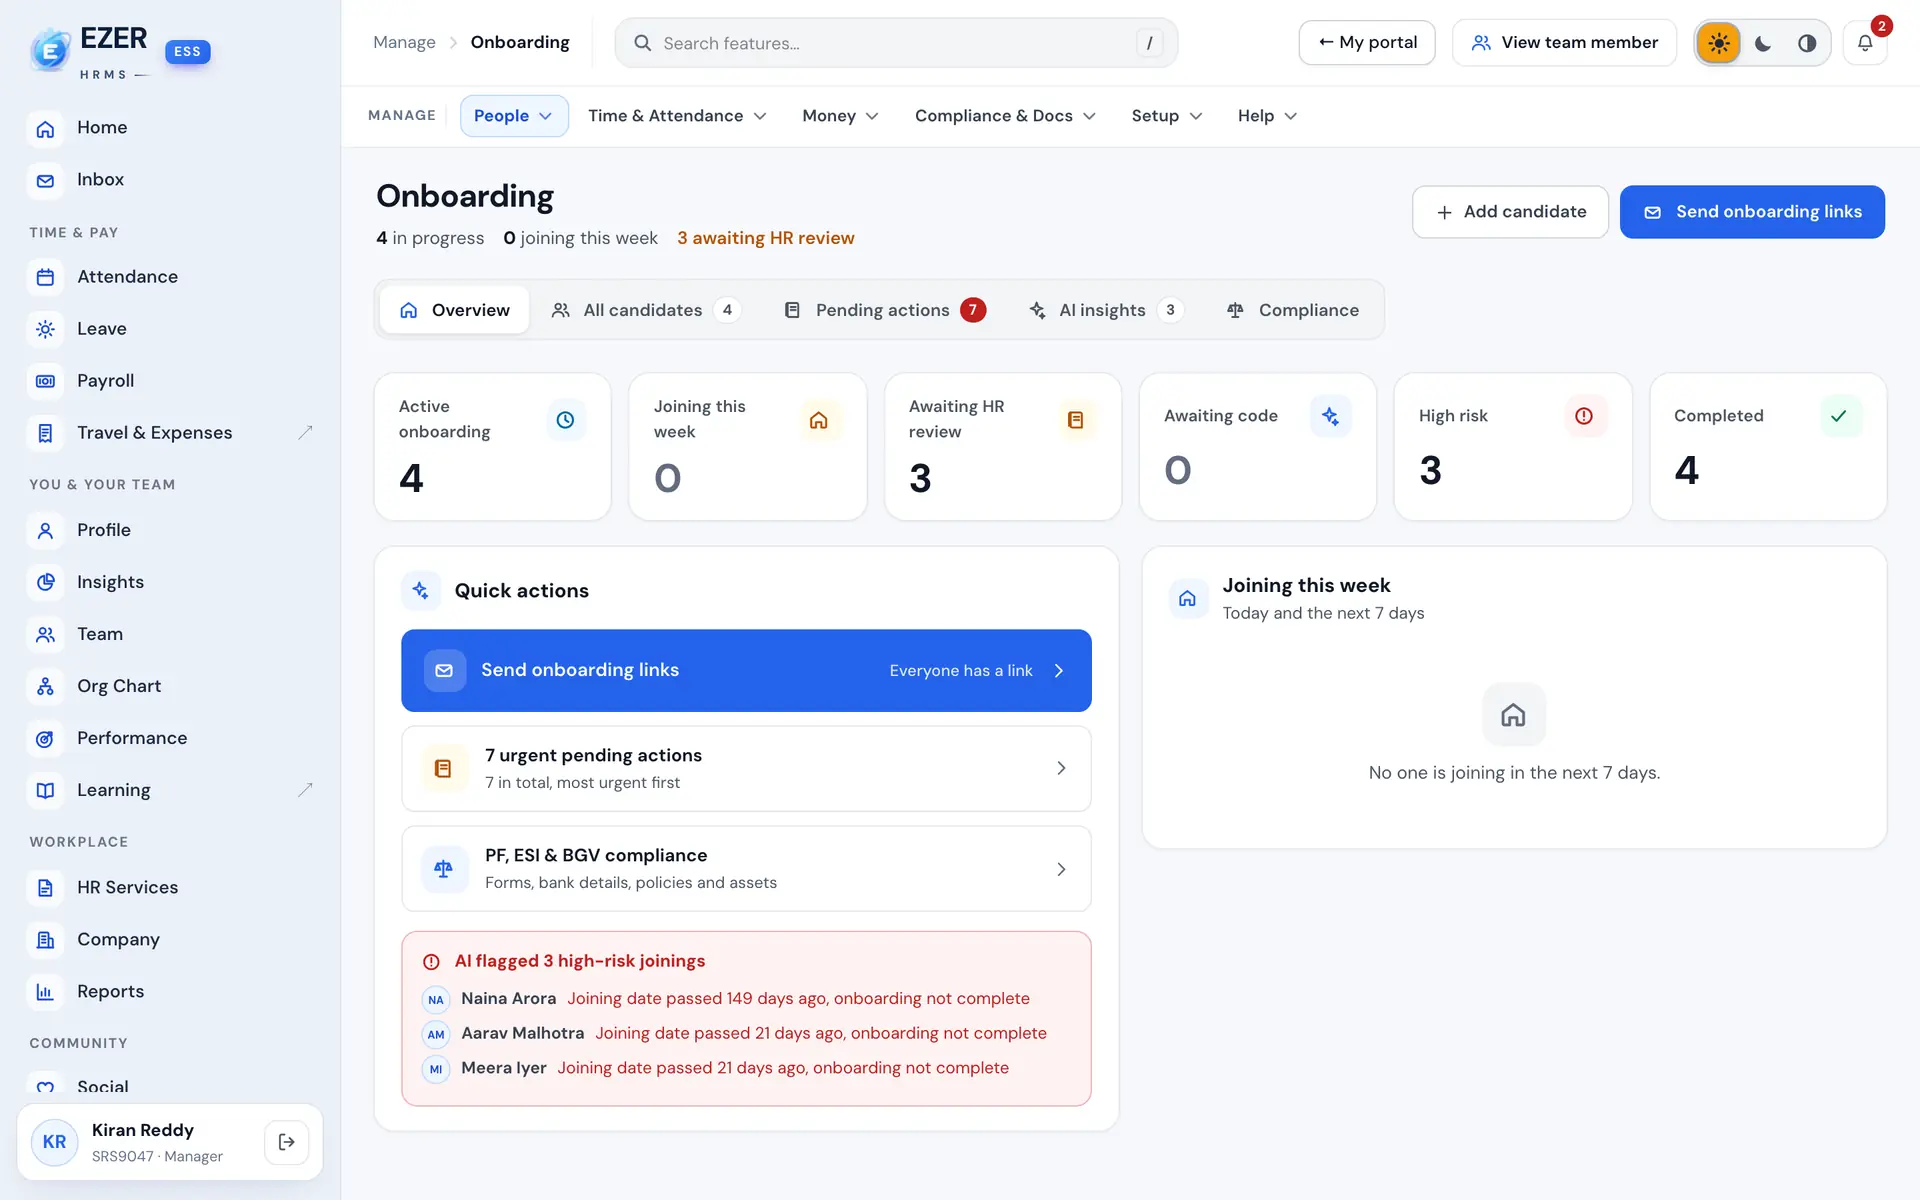 EZER
HRMS
ESS
Home
Inbox
TIME & PAY
Attendance
Leave
Payroll
Travel & Expenses
YOU & YOUR TEAM
Profile
Insights
Team
Org Chart
Performance
Learning
WORKPLACE
HR Services
Company
Reports
COMMUNITY
Social
KR
Kiran Reddy
SRS9047 · Manager
Manage > Onboarding
Search features...
/
← My portal
View team member
2
MANAGE
People
Time & Attendance
Money
Compliance & Docs
Setup
Help
Onboarding
4 in progress 0 joining this week 3 awaiting HR review
+ Add candidate
Send onboarding links
Overview
All candidates 4
Pending actions 7
AI insights 3
Compliance
Active onboarding
4
Joining this week
0
Awaiting HR review
3
Awaiting code
0
High risk
3
Completed
4
Quick actions
Send onboarding links
Everyone has a link
7 urgent pending actions
7 in total, most urgent first
PF, ESI & BGV compliance
Forms, bank details, policies and assets
AI flagged 3 high-risk joinings
NA Naina Arora Joining date passed 149 days ago, onboarding not complete
AM Aarav Malhotra Joining date passed 21 days ago, onboarding not complete
MI Meera Iyer Joining date passed 21 days ago, onboarding not complete
Joining this week
Today and the next 7 days
No one is joining in the next 7 days.